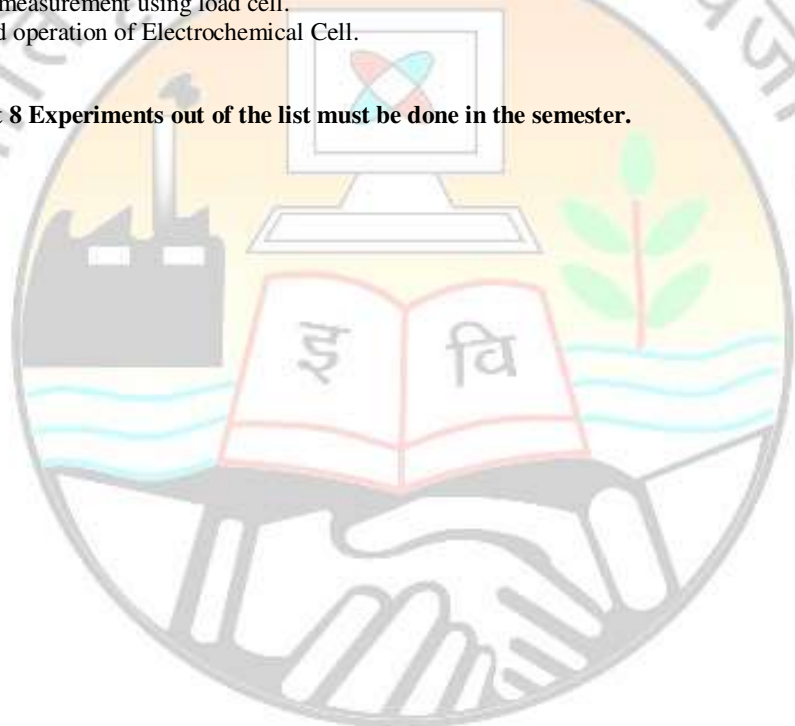 measurement using load cell.
d operation of Electrochemical Cell.
8 Experiments out of the list must be done in the semester.
इ वि